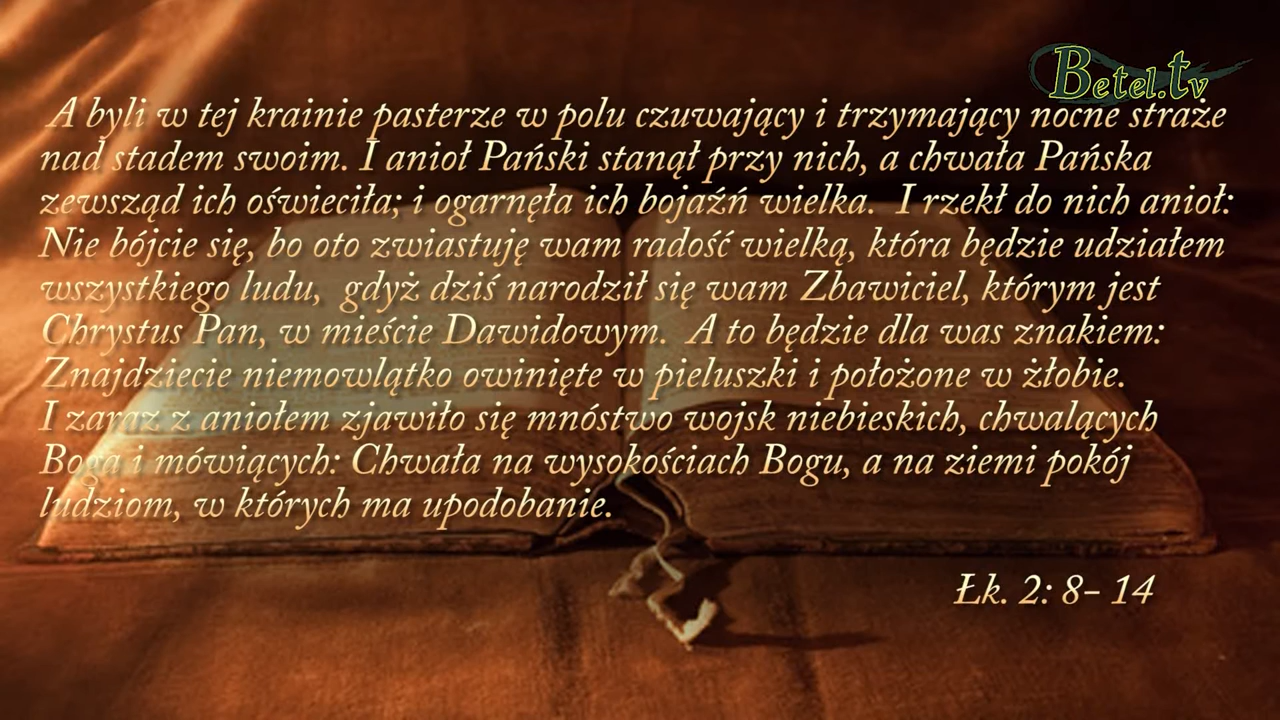 Betel.tv
A byli w tej krainie pasterze w polu czuwający i trzymający nocne straże
nad stadem swoim. I anioł Pański stanął przy nich, a chwała Pańska
zewsząd ich oświeciła; i ogarnęła ich bojaźń wielka. I rzekł do nich anioł:
Nie bójcie się, bo oto zwiastuję wam radość wielką, która będzie udziałem
wszystkiego ludu, gdyż dziś narodził się wam Zbawiciel, którym jest
Chrystus Pan, w mieście Dawidowym. A to będzie dla was znakiem:
Znajdziecie niemowlątko owinięte w pieluszki i położone w żłobie.
I zaraz z aniołem zjawiło się mnóstwo wojsk niebieskich, chwalących
Boga i mówiących: Chwała na wysokościach Bogu, a na ziemi pokój
ludziom, w których ma upodobanie.
Łk. 2: 8- 14